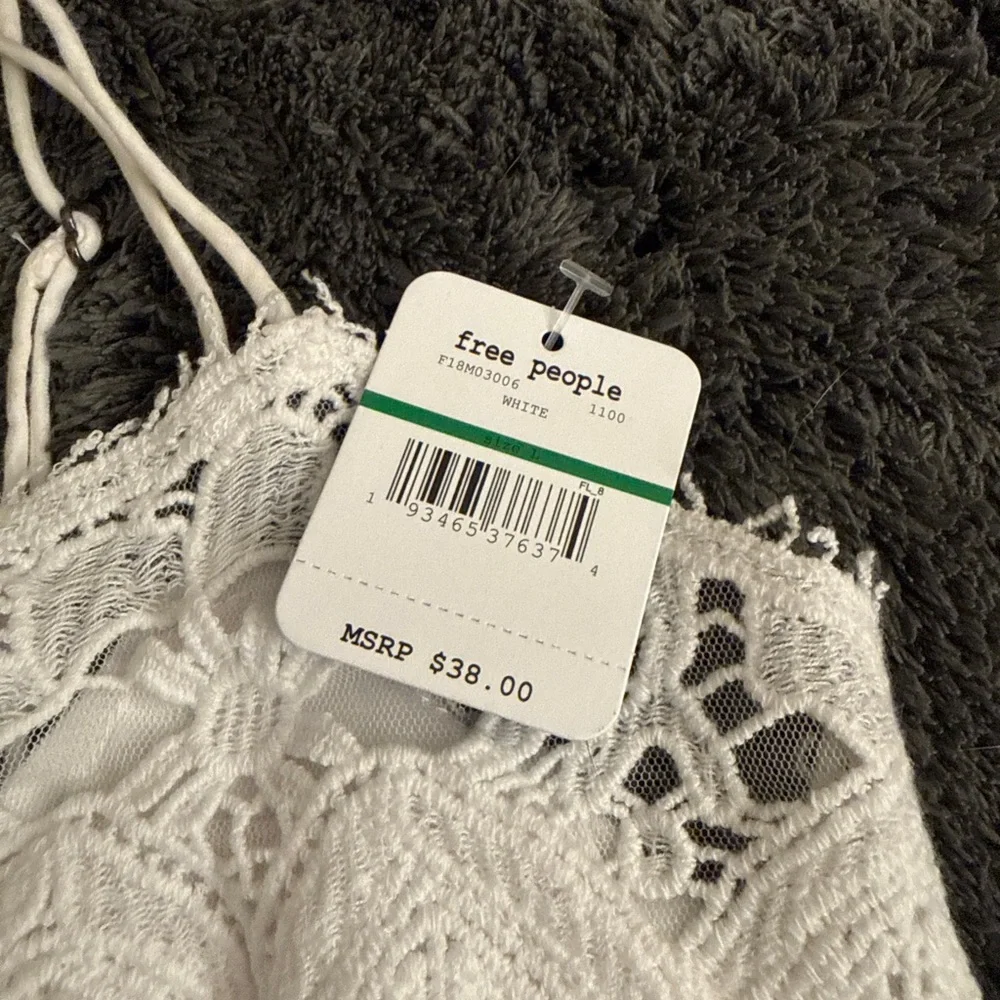 free people
F18M03006
WHITE 1100
size L
FL_8
1 93465 37637 4
MSRP $38.00